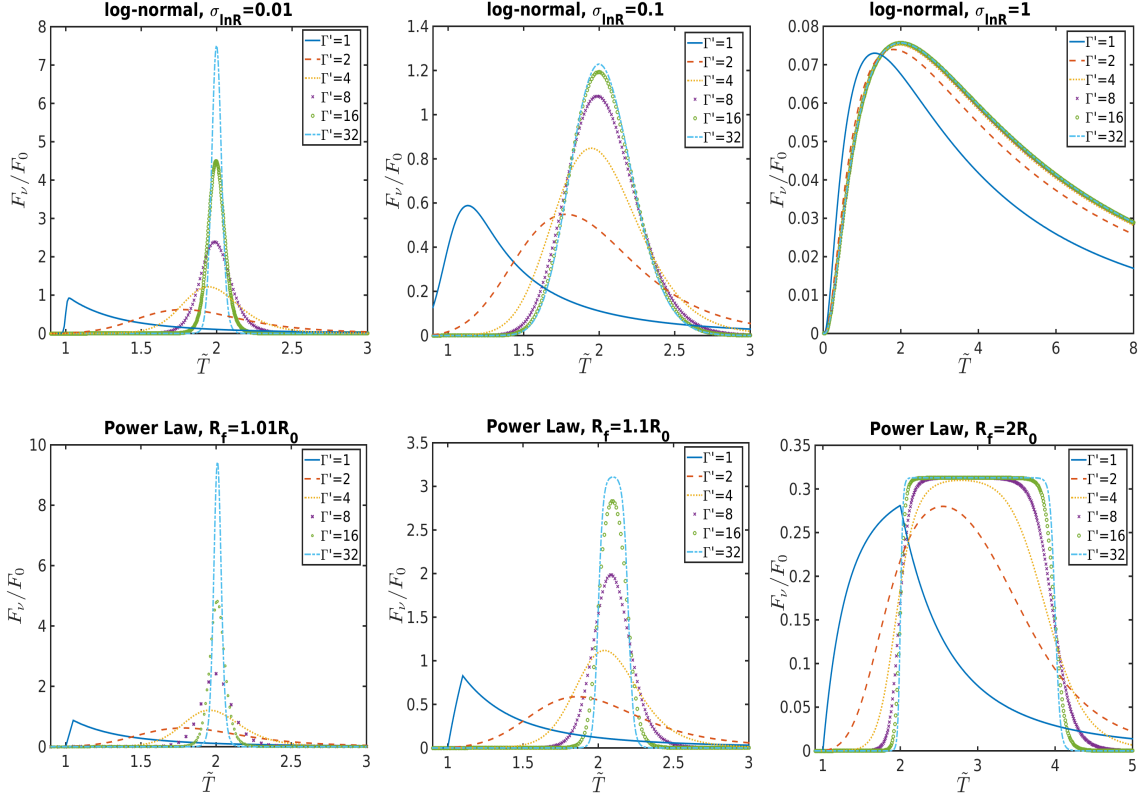 log-normal, σlnR=0.01
8
7
6
5
4
3
2
1
0
Fν/F0
1
1.5
2
2.5
3
T̃
Γ'=1
Γ'=2
Γ'=4
Γ'=8
Γ'=16
Γ'=32
log-normal, σlnR=0.1
1.4
1.2
1
0.8
0.6
0.4
0.2
0
Fν/F0
1
1.5
2
2.5
3
T̃
Γ'=1
Γ'=2
Γ'=4
Γ'=8
Γ'=16
Γ'=32
log-normal, σlnR=1
0.08
0.07
0.06
0.05
0.04
0.03
0.02
0.01
0
Fν/F0
0
2
4
6
8
T̃
Γ'=1
Γ'=2
Γ'=4
Γ'=8
Γ'=16
Γ'=32
Power Law, Rf=1.01R0
10
8
6
4
2
0
Fν/F0
1
1.5
2
2.5
3
T̃
Γ'=1
Γ'=2
Γ'=4
Γ'=8
Γ'=16
Γ'=32
Power Law, Rf=1.1R0
3.5
3
2.5
2
1.5
1
0.5
0
Fν/F0
1
1.5
2
2.5
3
T̃
Γ'=1
Γ'=2
Γ'=4
Γ'=8
Γ'=16
Γ'=32
Power Law, Rf=2R0
0.35
0.3
0.25
0.2
0.15
0.1
0.05
0
Fν/F0
1
2
3
4
5
T̃
Γ'=1
Γ'=2
Γ'=4
Γ'=8
Γ'=16
Γ'=32